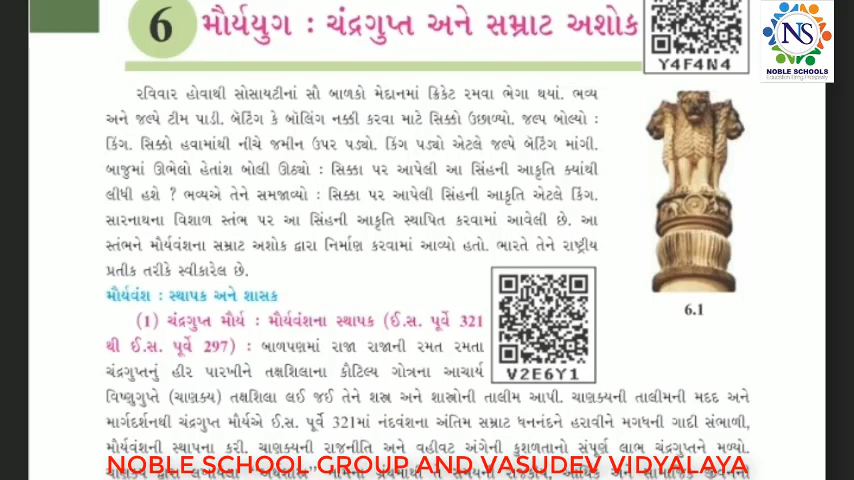 6
મૌર્યયુગ : ચંદ્રગુપ્ત અને સમ્રાટ અશોક
Y4F4N4
NS
NOBLE SCHOOLS
રવિવાર હોવાથી સોસાયટીનાં સૌ બાળકો મેદાનમાં ક્રિકેટ રમવા ભેગા થયાં. ભવ્ય
અને જલ્પે ટીમ પાડી. બૅટિંગ કે બૉલિંગ નક્કી કરવા માટે સિક્કો ઉછાળ્યો. જલ્પ બોલ્યો :
કિંગ. સિક્કો હવામાંથી નીચે જમીન ઉપર પડ્યો. કિંગ પડ્યો એટલે જલ્પે બૅટિંગ માંગી.
બાજુમાં ઊભેલો હેતાંશ બોલી ઊઠ્યો : સિક્કા પર આપેલી આ સિંહની આકૃતિ ક્યાંથી
લીધી હશે ? ભવ્યએ તેને સમજાવ્યો : સિક્કા પર આપેલી સિંહની આકૃતિ એટલે કિંગ.
સારનાથના વિશાળ સ્તંભ પર આ સિંહની આકૃતિ સ્થાપિત કરવામાં આવેલી છે. આ
સ્તંભને મૌર્યવંશના સમ્રાટ અશોક દ્વારા નિર્માણ કરવામાં આવ્યો હતો. ભારતે તેને રાષ્ટ્રીય
પ્રતીક તરીકે સ્વીકારેલ છે.
6.1
મૌર્યવંશ : સ્થાપક અને શાસક
(1) ચંદ્રગુપ્ત મૌર્ય : મૌર્યવંશના સ્થાપક (ઈ.સ. પૂર્વે 321
થી ઈ.સ. પૂર્વે 297) : બાળપણમાં રાજા રાજાની રમત રમતા
ચંદ્રગુપ્તનું હીર પારખીને તક્ષશિલાના કૌટિલ્ય ગોત્રના આચાર્ય
V2E6Y1
વિષ્ણુગુપ્તે (ચાણક્ય) તક્ષશિલા લઈ જઈ તેને શસ્ત્ર અને શાસ્ત્રોની તાલીમ આપી. ચાણક્યની તાલીમની મદદ અને
માર્ગદર્શનથી ચંદ્રગુપ્ત મૌર્યએ ઈ.સ. પૂર્વે 321માં નંદવંશના અંતિમ સમ્રાટ ધનનંદને હરાવીને મગધની ગાદી સંભાળી,
મૌર્યવંશની સ્થાપના કરી. ચાણક્યની રાજનીતિ અને વહીવટ અંગેની કુશળતાનો સંપૂર્ણ લાભ ચંદ્રગુપ્તને મળ્યો.
NOBLE SCHOOL GROUP AND VASUDEV VIDYALAYA